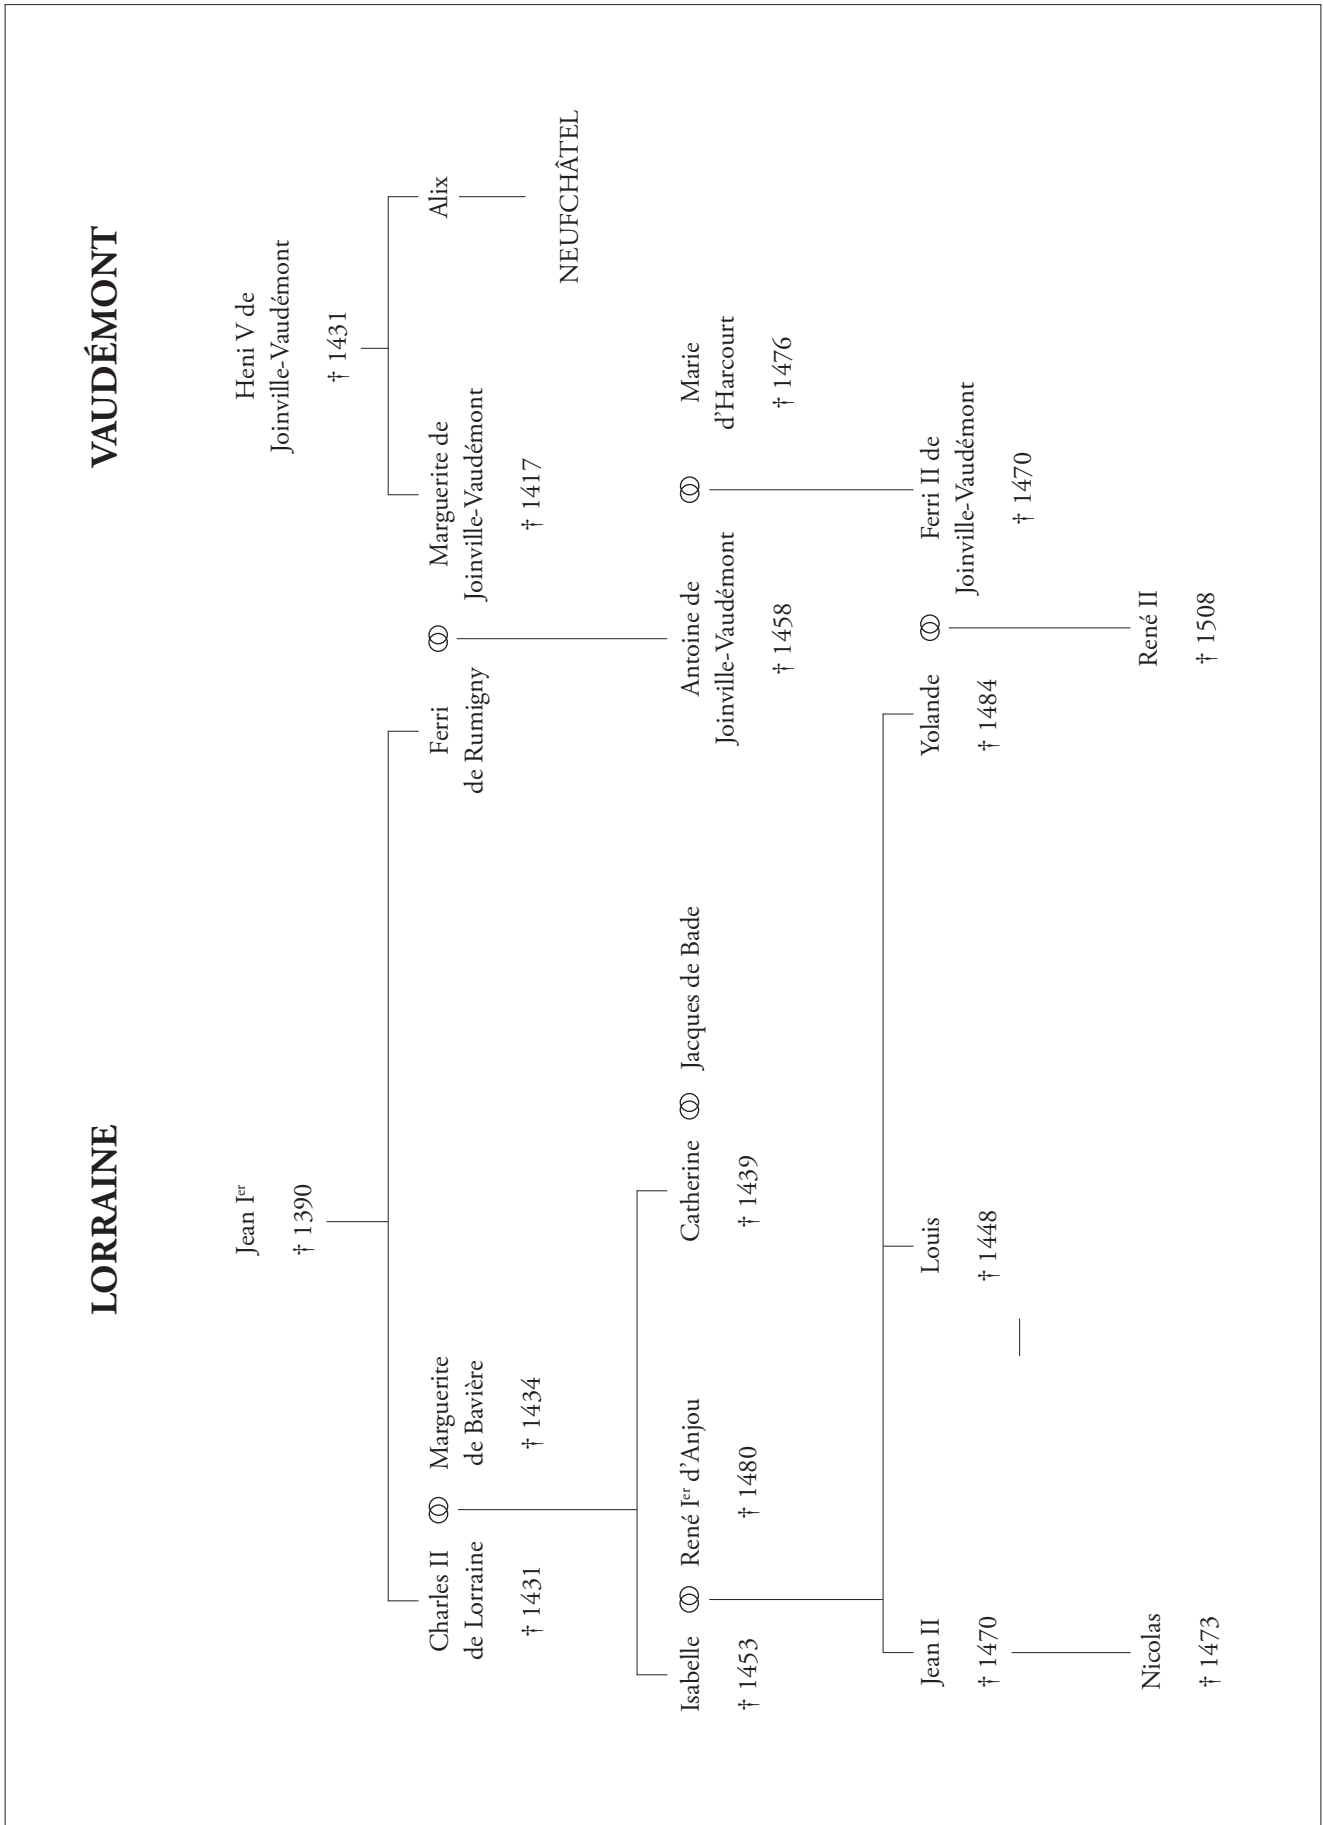 LORRAINE
VAUDÉMONT
Jean Iᵉʳ
† 1390
Heni V de
Joinville-Vaudémont
† 1431
Charles II
de Lorraine
† 1431
Marguerite
de Bavière
† 1434
Ferri
de Rumigny
Marguerite de
Joinville-Vaudémont
† 1417
Alix
NEUFCHÂTEL
Isabelle
† 1453
René Iᵉʳ d'Anjou
† 1480
Catherine
† 1439
Jacques de Bade
Antoine de
Joinville-Vaudémont
† 1458
Marie
d'Harcourt
† 1476
Jean II
† 1470
Louis
† 1448
Yolande
† 1484
Ferri II de
Joinville-Vaudémont
† 1470
Nicolas
† 1473
René II
† 1508